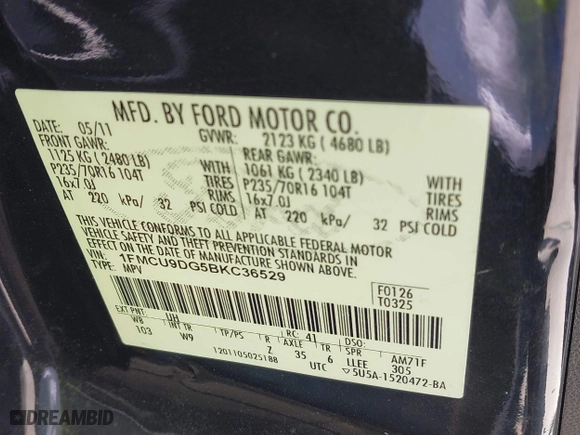 MFD. BY FORD MOTOR CO.
DATE: 05/11 GVWR: 2123 KG ( 4680 LB)
FRONT GAWR: REAR GAWR:
1125 KG ( 2480 LB) WITH 1061 KG ( 2340 LB) WITH
P235/70R16 104T TIRES P235/70R16 104T TIRES
16x7.0J RIMS 16x7.0J RIMS
AT 220 kPa/ 32 PSI COLD AT 220 kPa/ 32 PSI COLD
THIS VEHICLE CONFORMS TO ALL APPLICABLE FEDERAL MOTOR
VEHICLE SAFETY AND THEFT PREVENTION STANDARDS IN
EFFECT ON THE DATE OF MANUFACTURE SHOWN ABOVE.
VIN: 1FMCU9DG5BKC36529 F0126
TYPE: MPV T0325
EXT PNT: UH RC: 41 DSO:
WB INT TR TP/PS R AXLE TR SPR AM71F
103 W9 Z 35 6 LLEE 305
1201105025188 UTC ▽5U5A-1520472-BA
DREAMBID